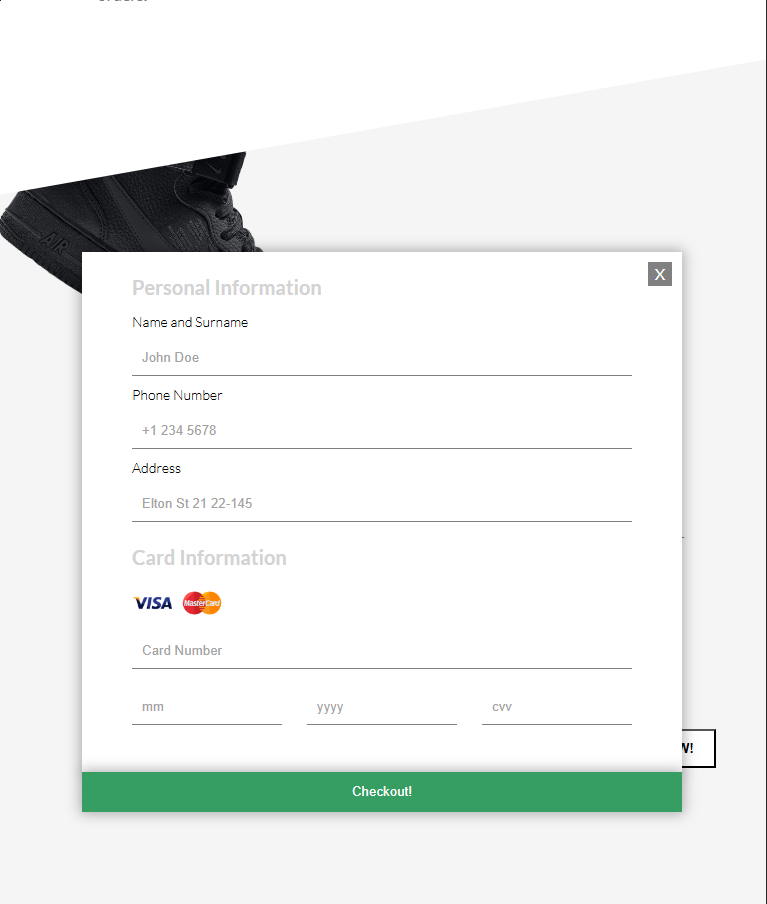 AIR
X
Personal Information
Name and Surname
John Doe
Phone Number
+1 234 5678
Address
Elton St 21 22-145
Card Information
VISA MasterCard
Card Number
mm yyyy cvv
W!
Checkout!